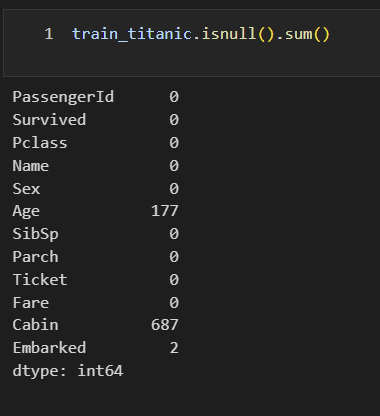 1 train_titanic.isnull().sum()
PassengerId 0
Survived 0
Pclass 0
Name 0
Sex 0
Age 177
SibSp 0
Parch 0
Ticket 0
Fare 0
Cabin 687
Embarked 2
dtype: int64